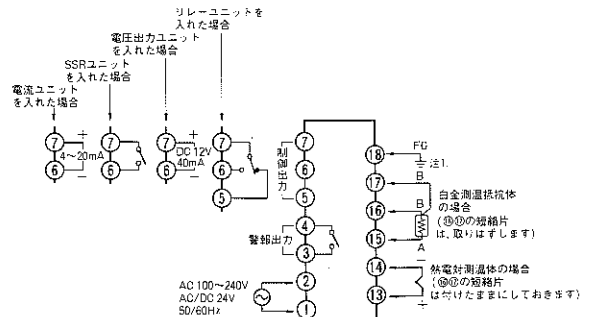 リレーユニットを
入れた場合
電圧出力ユニット
を入れた場合
SSRユニット
を入れた場合
電流ユニット
を入れた場合
7 + 7 7 + 7
4〜20mA
DC 12V
40mA
6 − 6 6 − 6
5
制御出力
7
6
5
警報出力
4
3
2
1
AC 100〜240V
AC/DC 24V
50/60Hz
18 FG
注1.
17 B
16 B
15 A
白金測温抵抗体
の場合
(⑯⑰の短絡片
は、取りはずします)
14 −
13 +
熱電対測温体の場合
(⑯⑰の短絡片
は付けたままにしておきます)